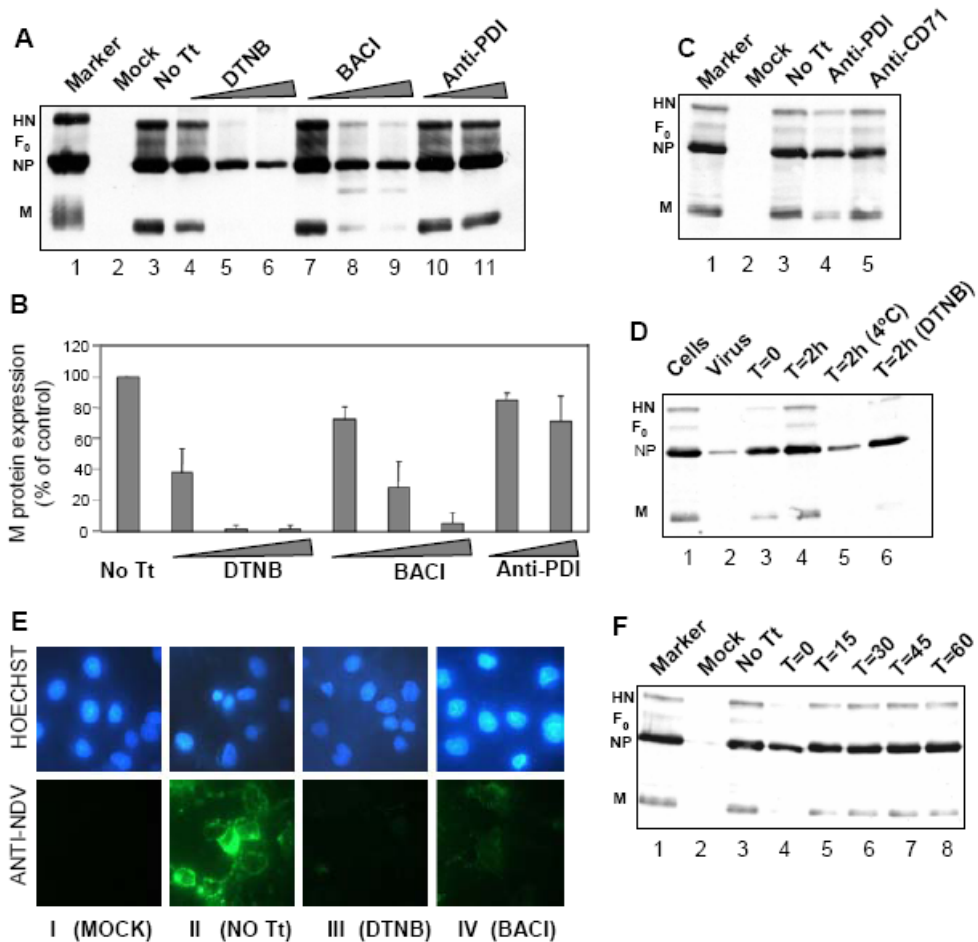 A
Marker Mock No Tt DTNB BACI Anti-PDI
HN
F0
NP
M
1 2 3 4 5 6 7 8 9 10 11
B
M protein expression
(% of control)
120
100
80
60
40
20
0
No Tt DTNB BACI Anti-PDI
C
Marker Mock No Tt Anti-PDI Anti-CD71
HN
F0
NP
M
1 2 3 4 5
D
Cells Virus T=0 T=2h T=2h (4ºC) T=2h (DTNB)
HN
F0
NP
M
1 2 3 4 5 6
E
HOECHST
ANTI-NDV
I (MOCK) II (NO Tt) III (DTNB) IV (BACI)
F
Marker Mock No Tt T=0 T=15 T=30 T=45 T=60
HN
F0
NP
M
1 2 3 4 5 6 7 8